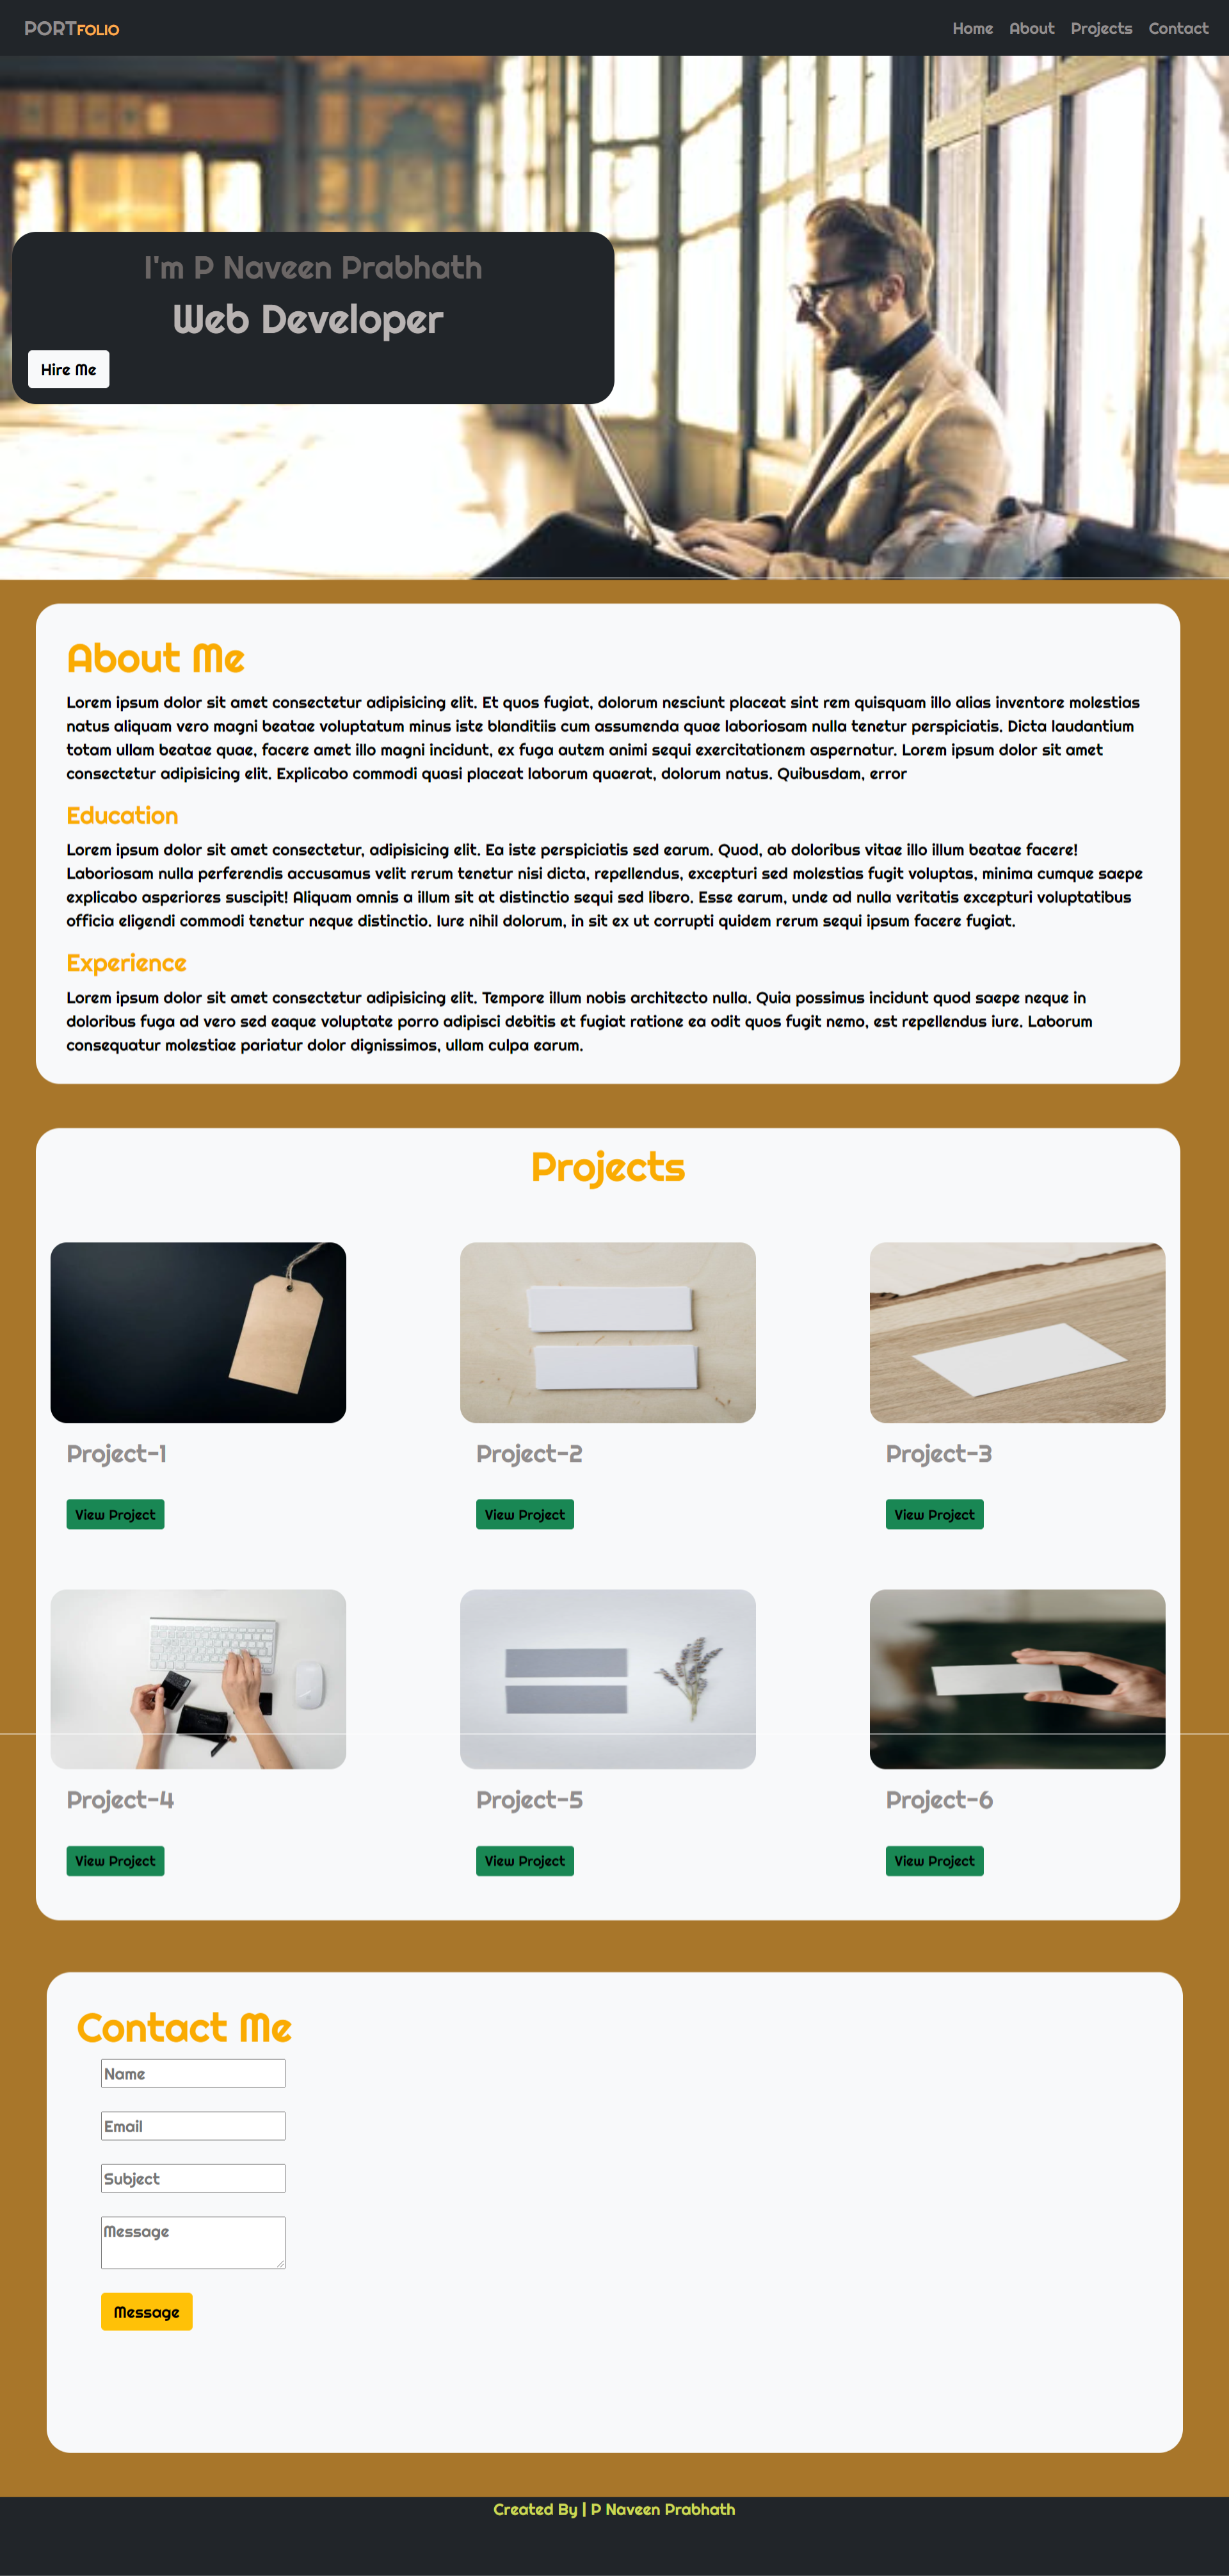 PORTFOLIO
Home About Projects Contact
I'm P Naveen Prabhath
Web Developer
Hire Me
About Me
Lorem ipsum dolor sit amet consectetur adipisicing elit. Et quos fugiat, dolorum nesciunt placeat sint rem quisquam illo alias inventore molestias
natus aliquam vero magni beatae voluptatum minus iste blanditiis cum assumenda quae laboriosam nulla tenetur perspiciatis. Dicta laudantium
totam ullam beatae quae, facere amet illo magni incidunt, ex fuga autem animi sequi exercitationem aspernatur. Lorem ipsum dolor sit amet
consectetur adipisicing elit. Explicabo commodi quasi placeat laborum quaerat, dolorum natus. Quibusdam, error
Education
Lorem ipsum dolor sit amet consectetur, adipisicing elit. Ea iste perspiciatis sed earum. Quod, ab doloribus vitae illo illum beatae facere!
Laboriosam nulla perferendis accusamus velit rerum tenetur nisi dicta, repellendus, excepturi sed molestias fugit voluptas, minima cumque saepe
explicabo asperiores suscipit! Aliquam omnis a illum sit at distinctio sequi sed libero. Esse earum, unde ad nulla veritatis excepturi voluptatibus
officia eligendi commodi tenetur neque distinctio. Iure nihil dolorum, in sit ex ut corrupti quidem rerum sequi ipsum facere fugiat.
Experience
Lorem ipsum dolor sit amet consectetur adipisicing elit. Tempore illum nobis architecto nulla. Quia possimus incidunt quod saepe neque in
doloribus fuga ad vero sed eaque voluptate porro adipisci debitis et fugiat ratione ea odit quos fugit nemo, est repellendus iure. Laborum
consequatur molestiae pariatur dolor dignissimos, ullam culpa earum.
Projects
Project-1 Project-2 Project-3
View Project View Project View Project
Project-4 Project-5 Project-6
View Project View Project View Project
Contact Me
Name
Email
Subject
Message
Message
Created By | P Naveen Prabhath